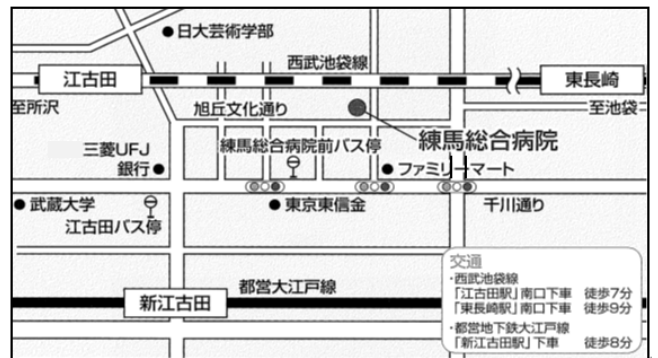 日大芸術学部
西武池袋線
江古田
東長崎
至所沢
旭丘文化通り
至池袋
練馬総合病院
三菱UFJ
銀行
練馬総合病院前バス停
ファミリーマート
武蔵大学
江古田バス停
東京東信金
千川通り
都営大江戸線
新江古田
交通
・西武池袋線
「江古田駅」南口下車 徒歩7分
「東長崎駅」南口下車 徒歩9分
・都営地下鉄大江戸線
「新江古田駅」下車 徒歩8分